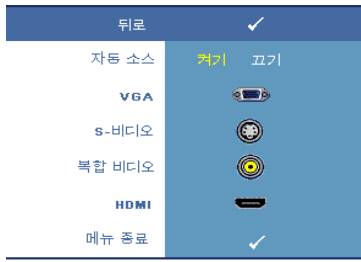 뒤로
자동 소스 켜기 끄기
VGA
S-비디오
복합 비디오
HDMI
메뉴 종료